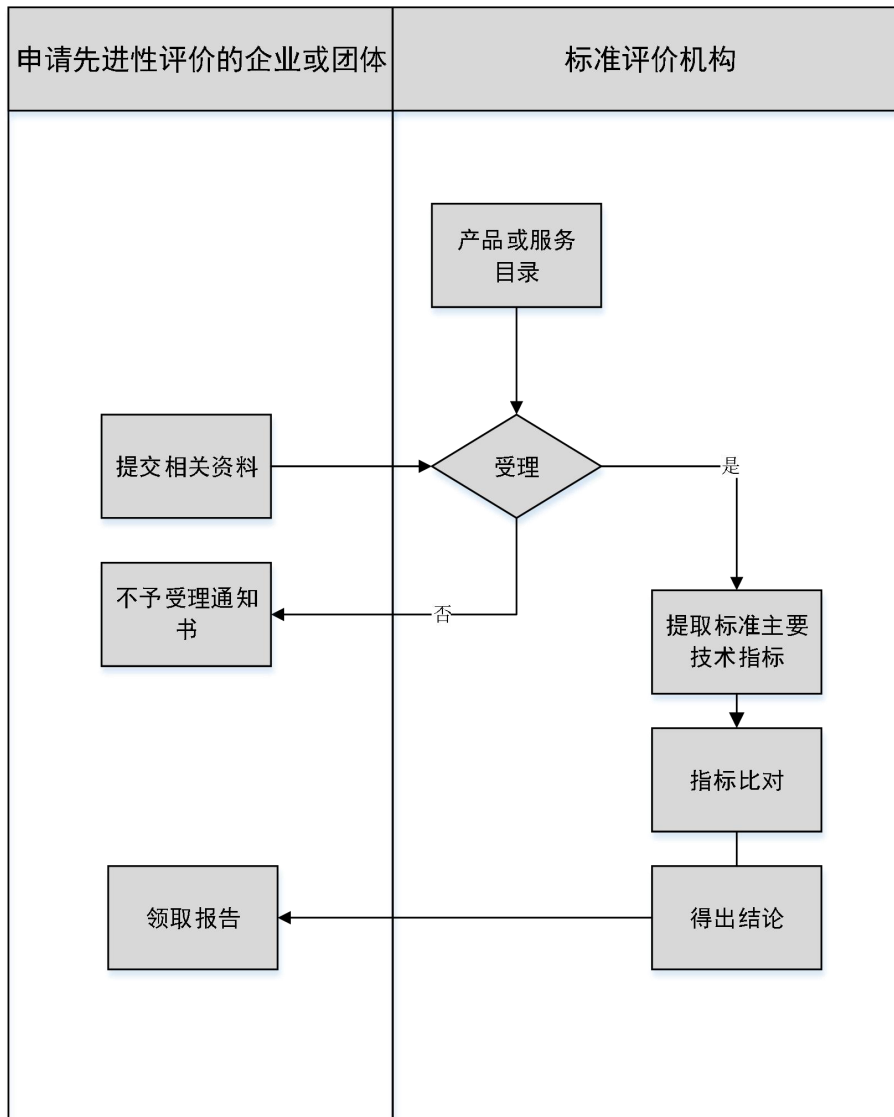 申请先进性评价的企业或团体
标准评价机构
产品或服务
目录
提交相关资料
受理
是
不予受理通知
书
否
提取标准主要
技术指标
指标比对
领取报告
得出结论